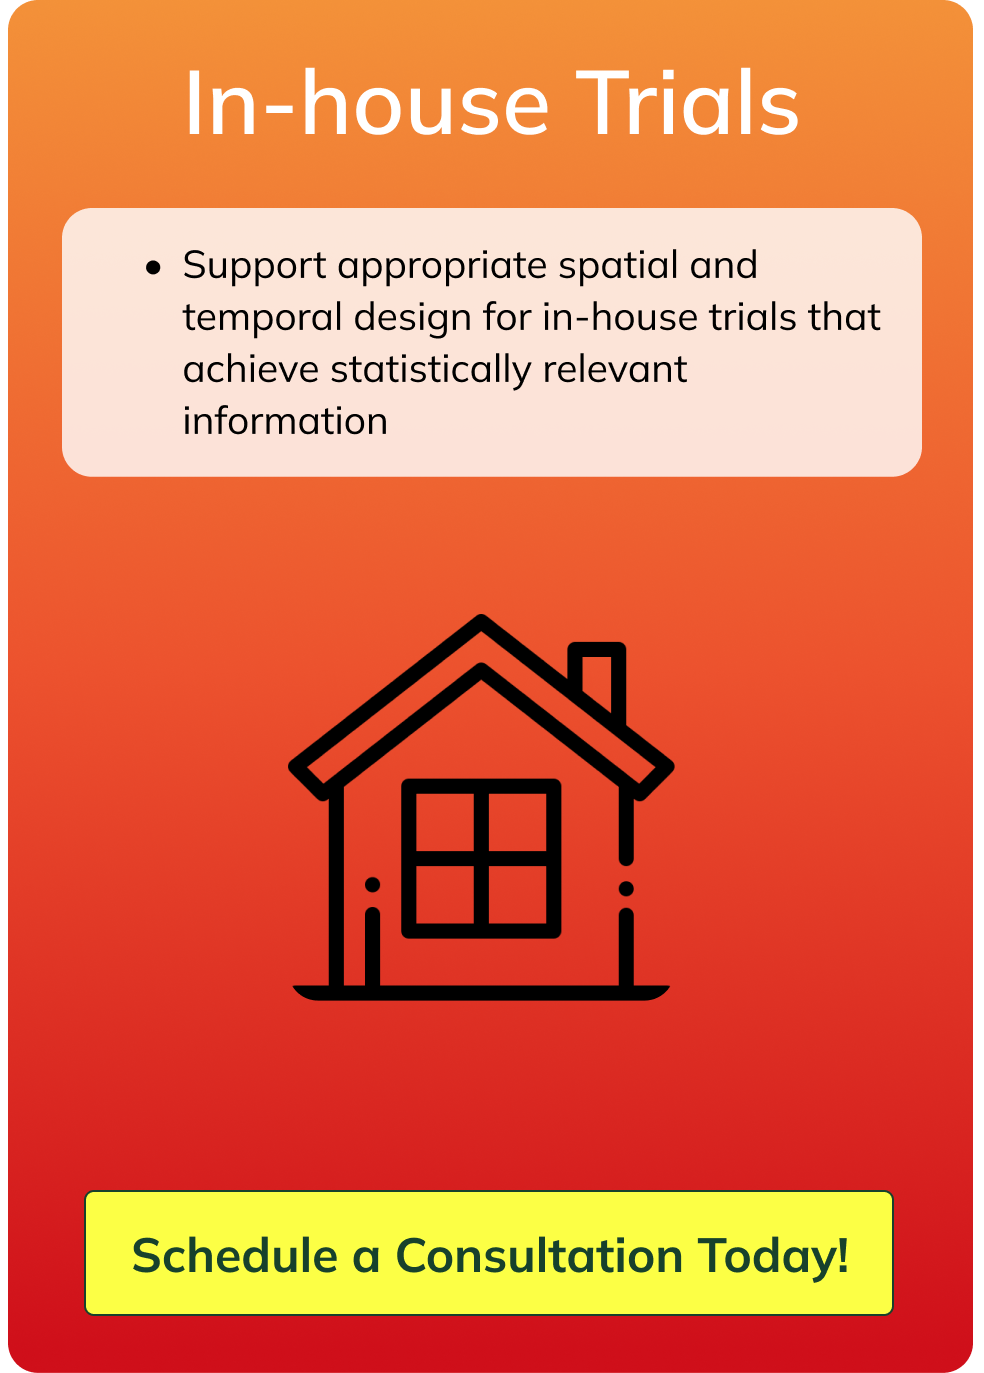 In-house Trials
• Support appropriate spatial and
temporal design for in-house trials that
achieve statistically relevant
information
Schedule a Consultation Today!